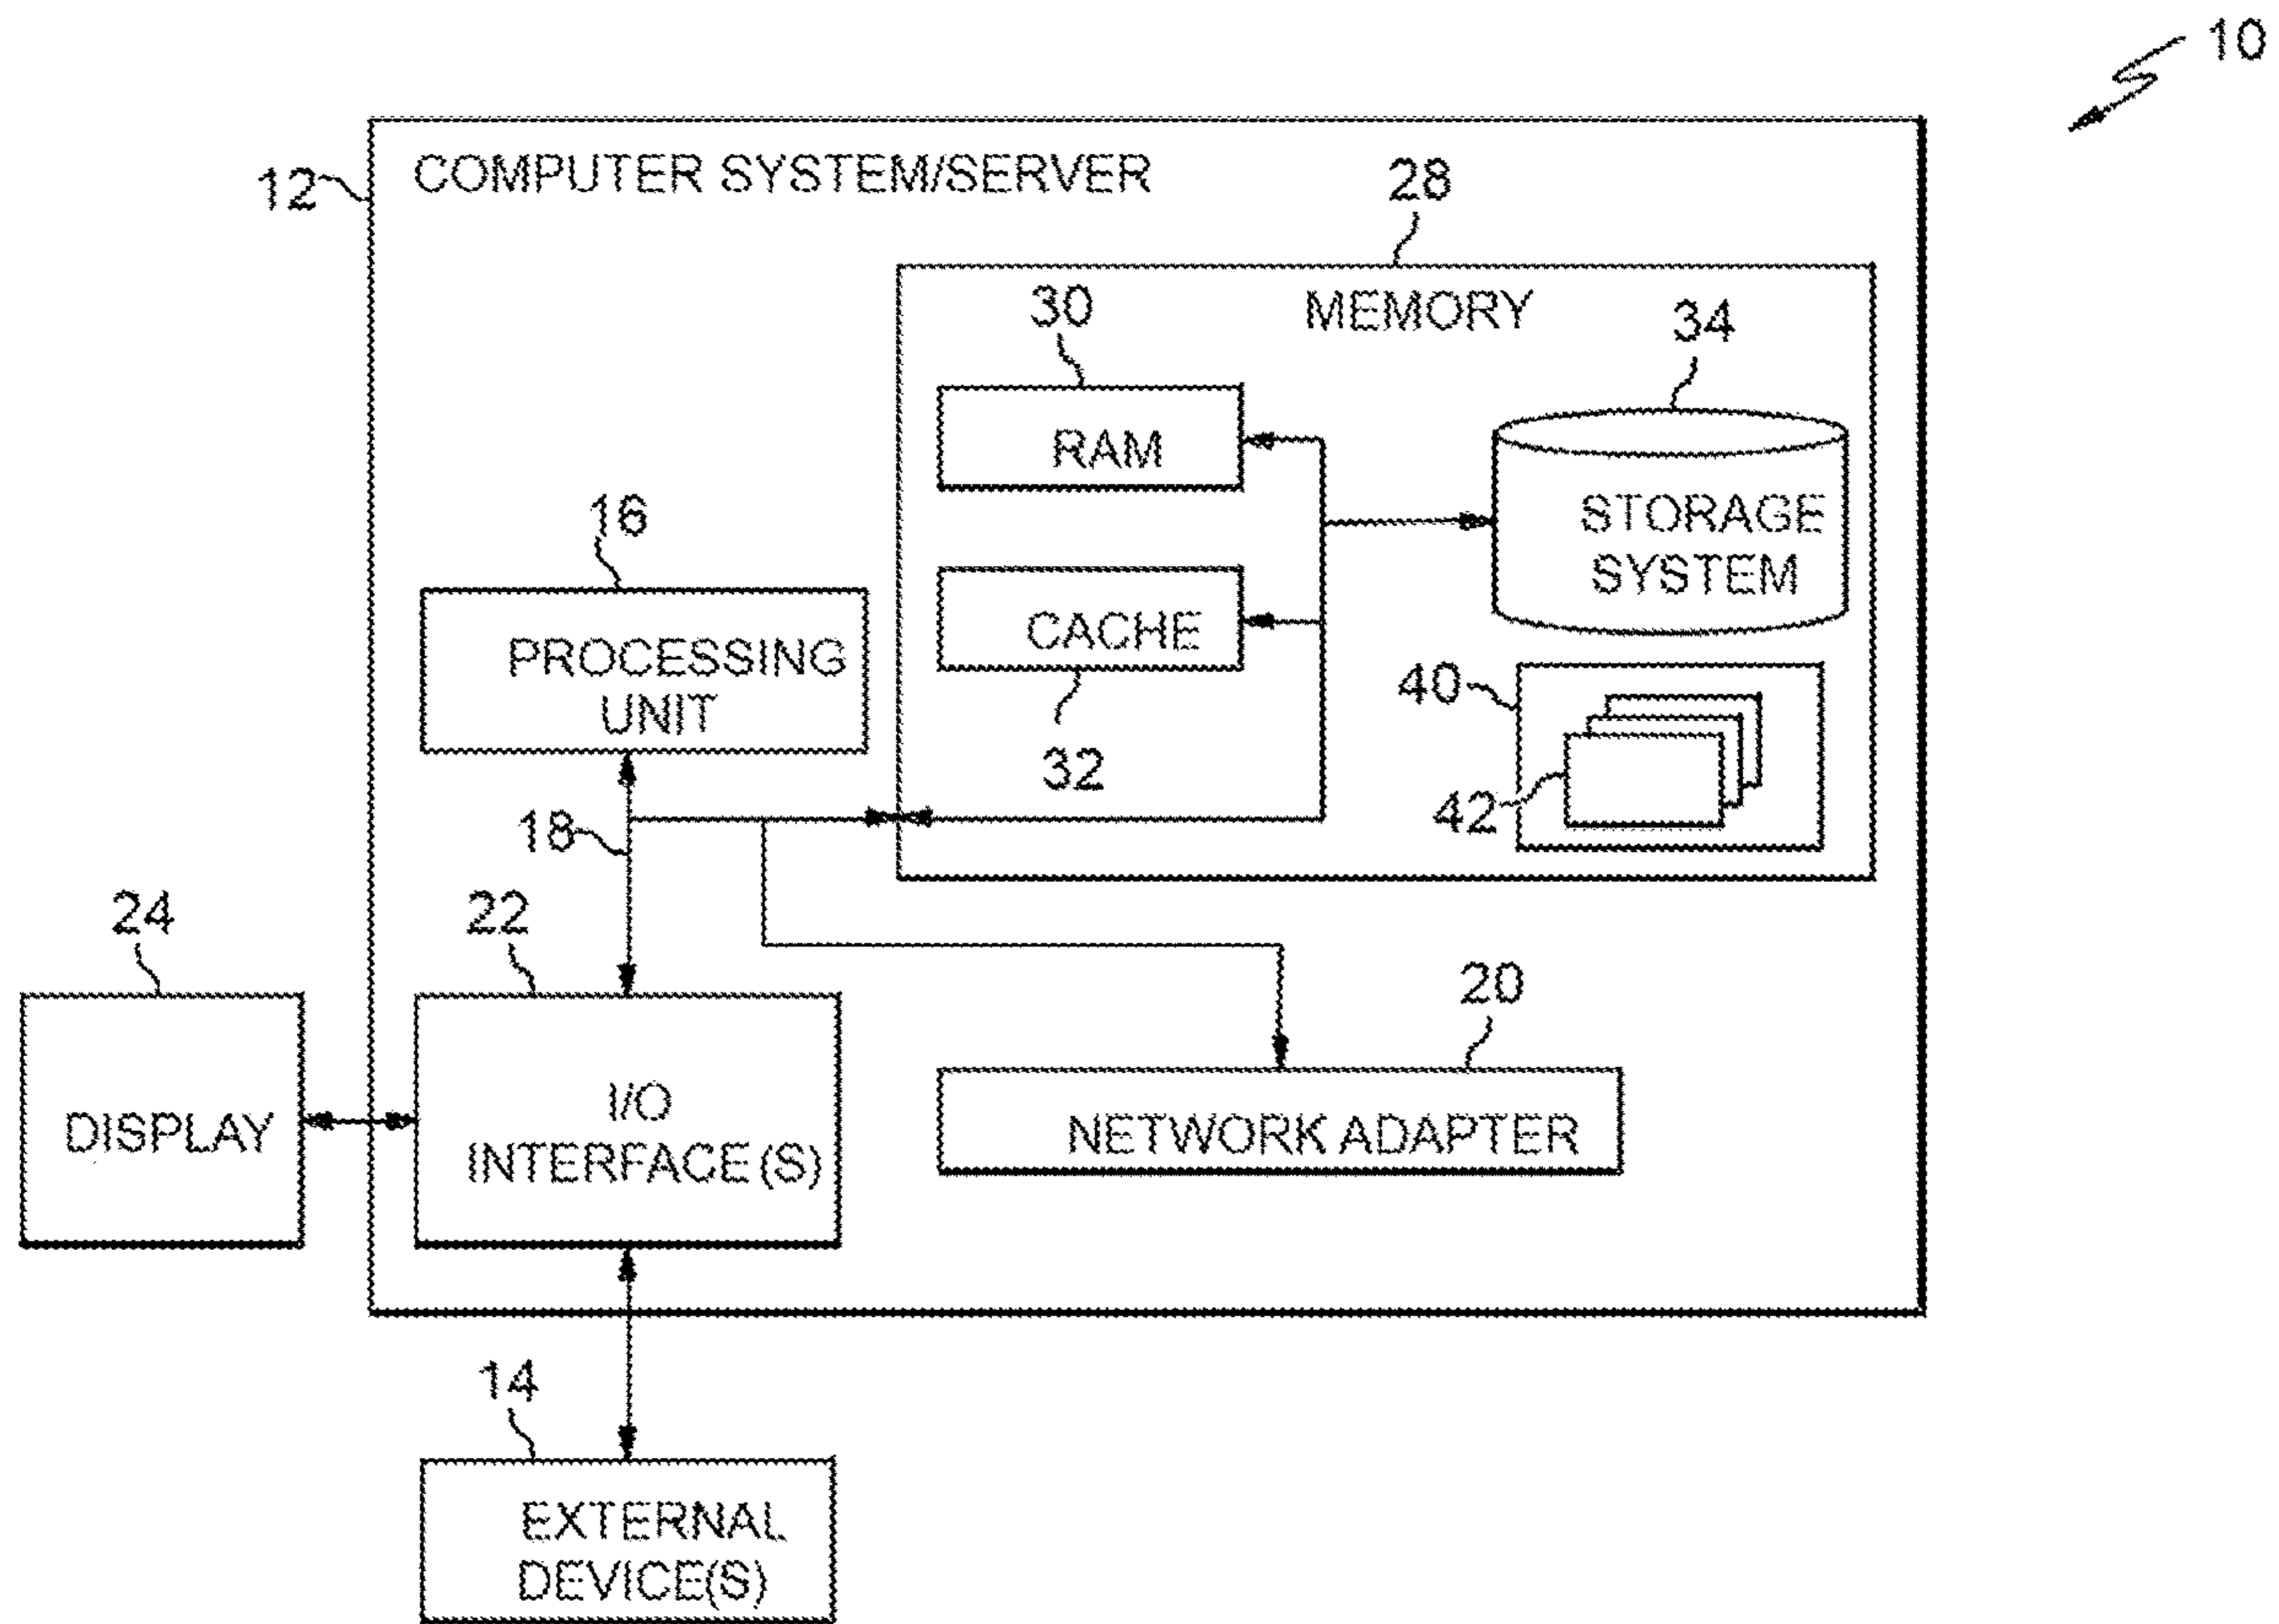 10
12
COMPUTER SYSTEM/SERVER
28
MEMORY
30
34
RAM
STORAGE
SYSTEM
16
PROCESSING
UNIT
CACHE
32
40
42
18
24
22
20
DISPLAY
I/O
INTERFACE(S)
NETWORK ADAPTER
14
EXTERNAL
DEVICE(S)